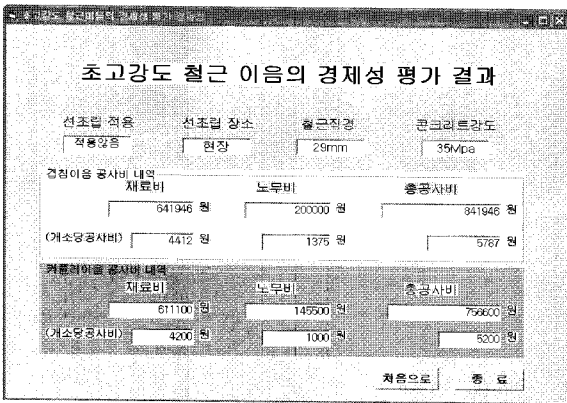 초고강도 철근 이음의 경제성 평가 결과
선조립 적용 선조립 장소 철근직경 콘크리트강도
적용않음 현장 29mm 35Mpa
겹침이음 공사비 내역
재료비 노무비 총공사비
641946 원 200000 원 841946 원
(개소당공사비) 4412 원 1375 원 5787 원
커플러이음 공사비 내역
재료비 노무비 총공사비
611100 원 145500 원 756600 원
(개소당공사비) 4200 원 1000 원 5200 원
처음으로 종 료